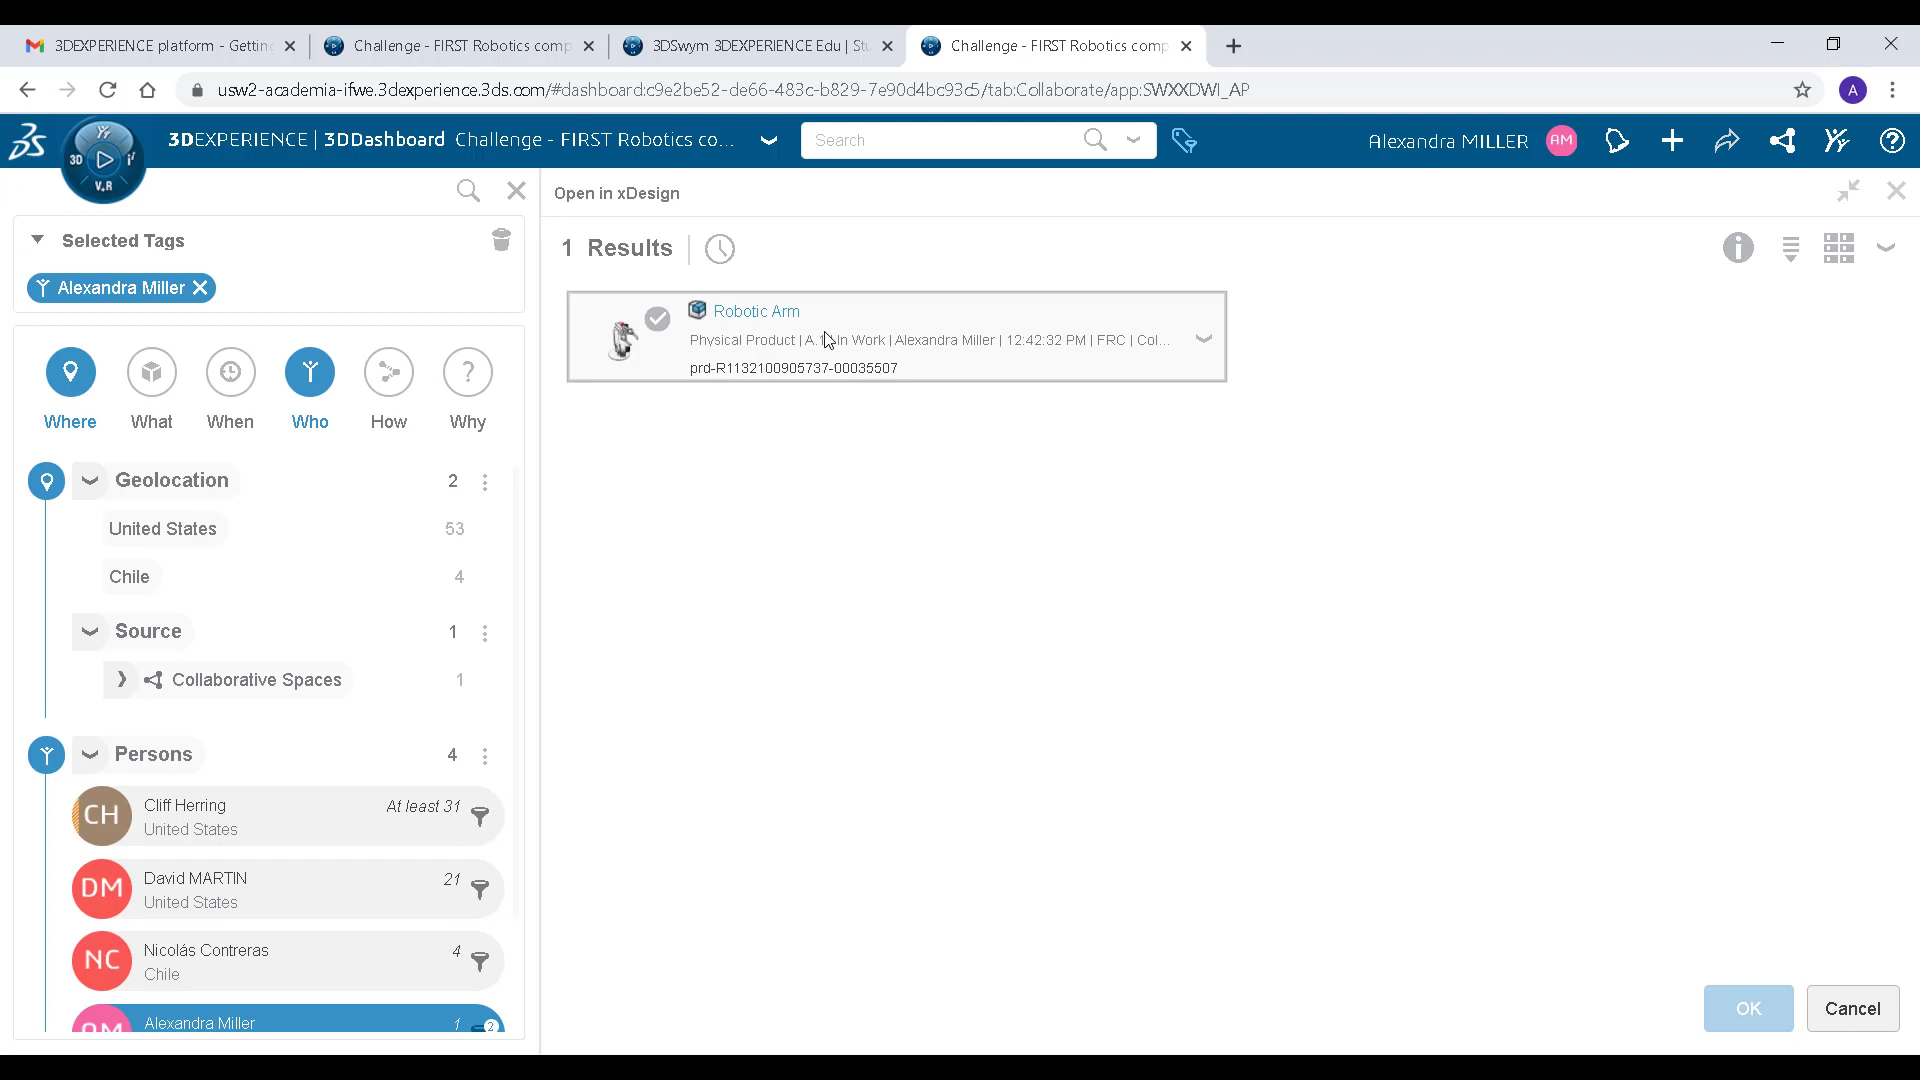 3DEXPERIENCE platform - Getting
Challenge - FIRST Robotics comp
3DSwym 3DEXPERIENCE Edu | Stu
Challenge - FIRST Robotics comp
usw2-academia-ifwe.3dexperience.3ds.com/#dashboard:c9e2be52-de66-483c-b829-7e90d4bc93c5/tab:Collaborate/app:SWXXDWI_AP
A
3D
V.R
3DEXPERIENCE | 3DDashboard Challenge - FIRST Robotics co...
Search
Alexandra MILLER
AM
Open in xDesign
Selected Tags
Alexandra Miller
1 Results
Robotic Arm
Physical Product | A.1 In Work | Alexandra Miller | 12:42:32 PM | FRC | Col...
prd-R1132100905737-00035507
Where
What
When
Who
How
Why
Geolocation 2
United States 53
Chile 4
Source 1
Collaborative Spaces 1
Persons 4
CH
Cliff Herring At least 31
United States
DM
David MARTIN 21
United States
NC
Nicolás Contreras 4
Chile
Alexandra Miller 1
2
OK
Cancel